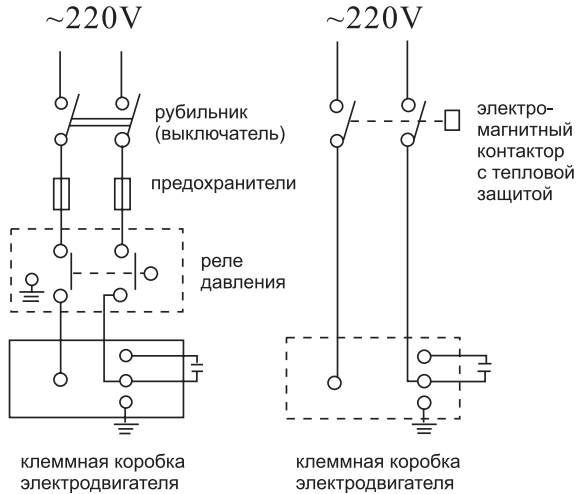 ~220V
рубильник
(выключатель)
предохранители
реле
давления
клеммная коробка
электродвигателя
~220V
электро-
магнитный
контактор
с тепловой
защитой
клеммная коробка
электродвигателя